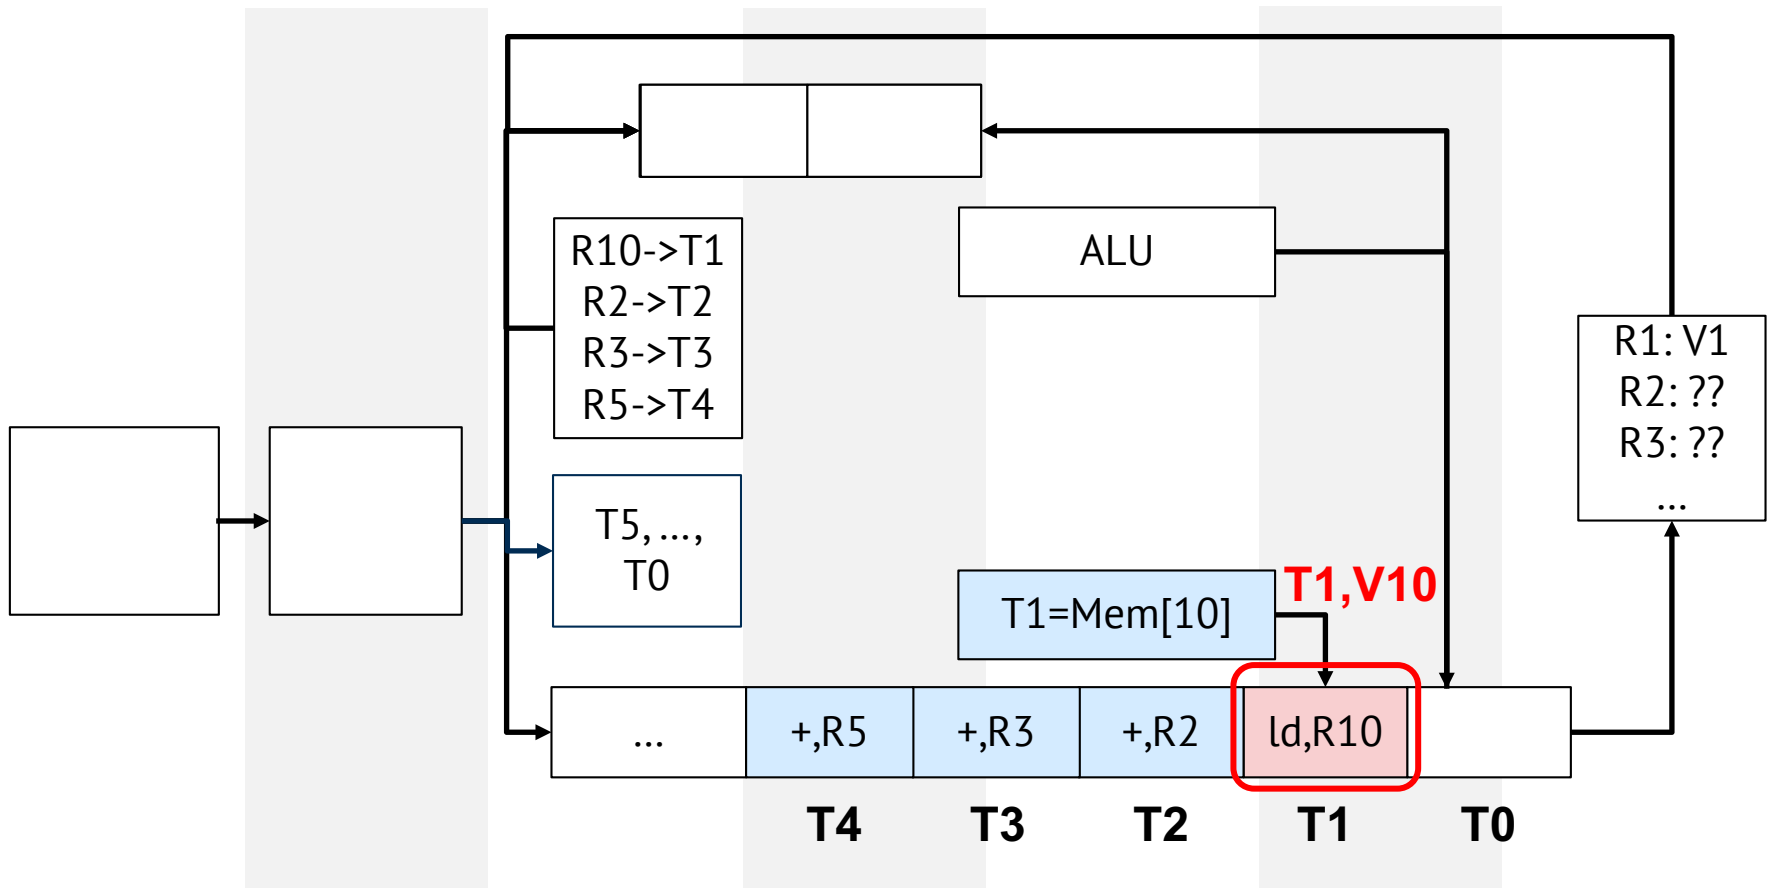 R10->T1
R2->T2
R3->T3
R5->T4
ALU
R1: V1
R2: ??
R3: ??
...
T5, ...,
T0
T1=Mem[10]
T1,V10
...
+,R5
+,R3
+,R2
ld,R10
T4
T3
T2
T1
T0